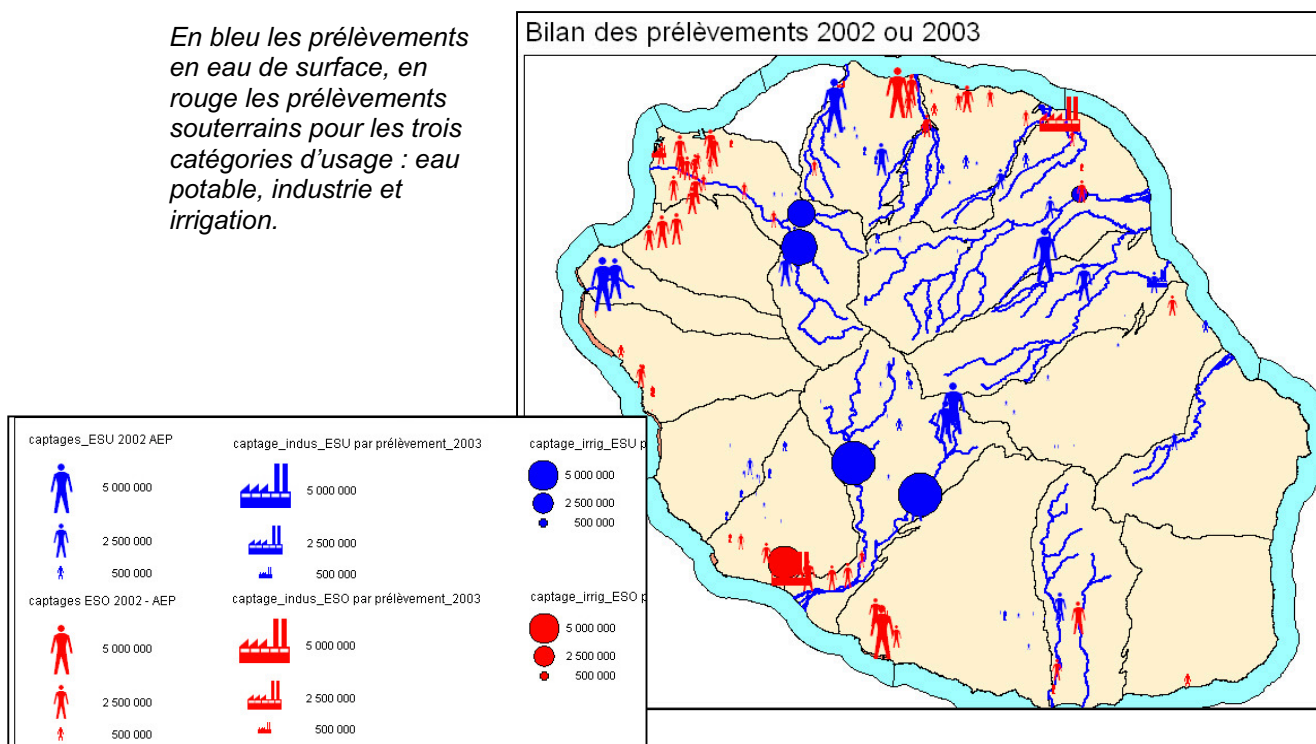 En bleu les prélèvements
en eau de surface, en
rouge les prélèvements
souterrains pour les trois
catégories d'usage : eau
potable, industrie et
irrigation.
Bilan des prélèvements 2002 ou 2003
captages_ESU 2002 AEP
5 000 000
2 500 000
500 000
captage_indus_ESU par prélèvement_2003
5 000 000
2 500 000
500 000
captage_irrig_ESU p
5 000 000
2 500 000
500 000
captages ESO 2002 - AEP
5 000 000
2 500 000
500 000
captage_indus_ESO par prélèvement_2003
5 000 000
2 500 000
500 000
captage_irrig_ESO p
5 000 000
2 500 000
500 000